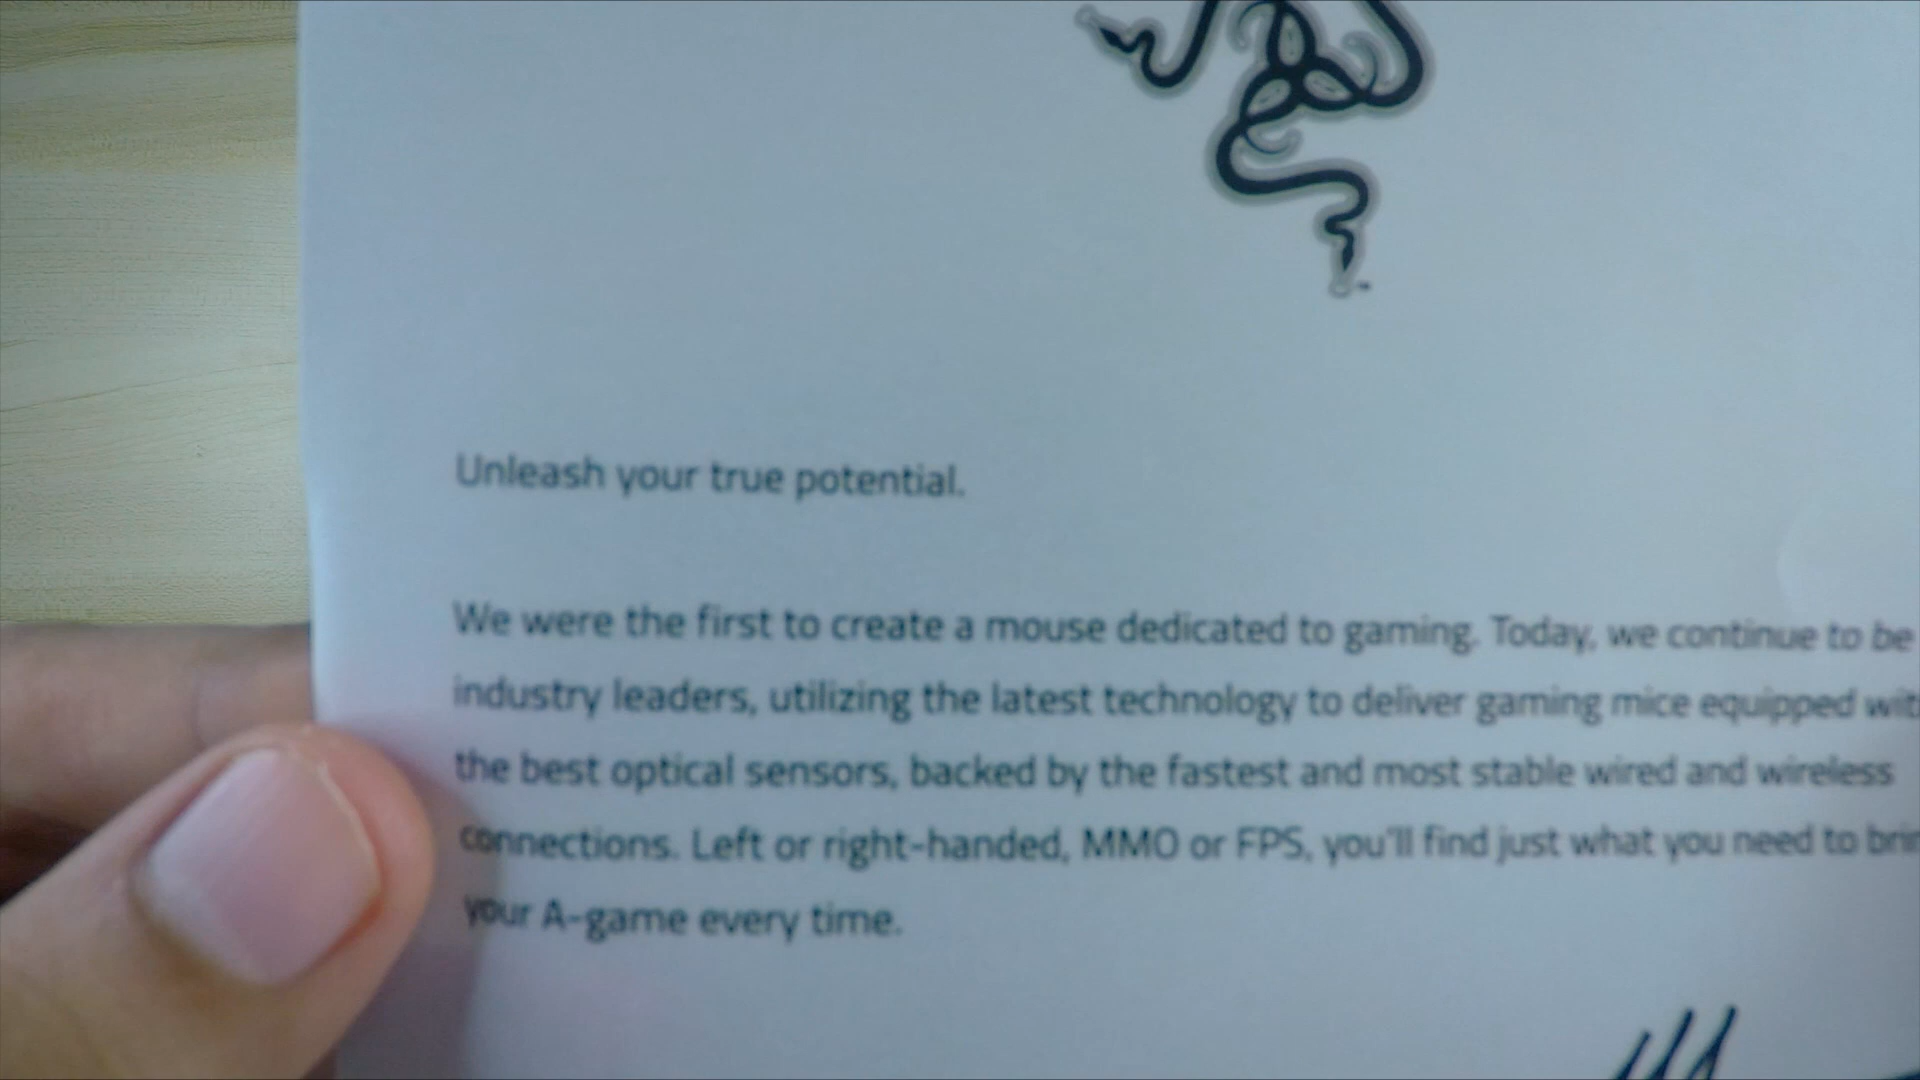 Unleash your true potential.
We were the first to create a mouse dedicated to gaming. Today, we continue to be
industry leaders, utilizing the latest technology to deliver gaming mice equipped wit
the best optical sensors, backed by the fastest and most stable wired and wireless
connections. Left or right-handed, MMO or FPS, you'll find just what you need to brin
your A-game every time.